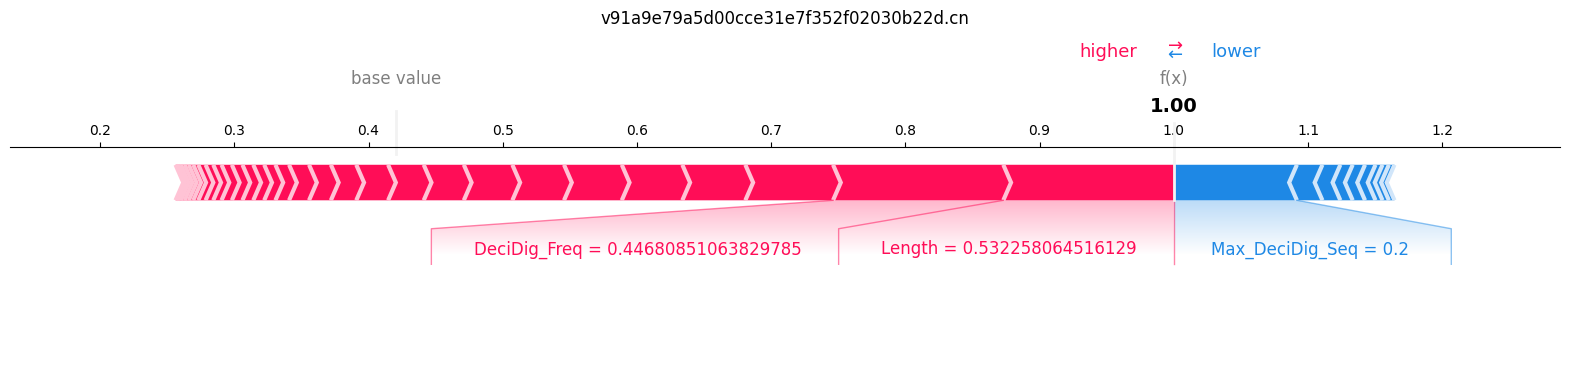 v91a9e79a5d00cce31e7f352f02030b22d.cn
higher ⇄ lower
base value f(x)
1.00
0.2 0.3 0.4 0.5 0.6 0.7 0.8 0.9 1.0 1.1 1.2
DeciDig_Freq = 0.44680851063829785 Length = 0.532258064516129 Max_DeciDig_Seq = 0.2